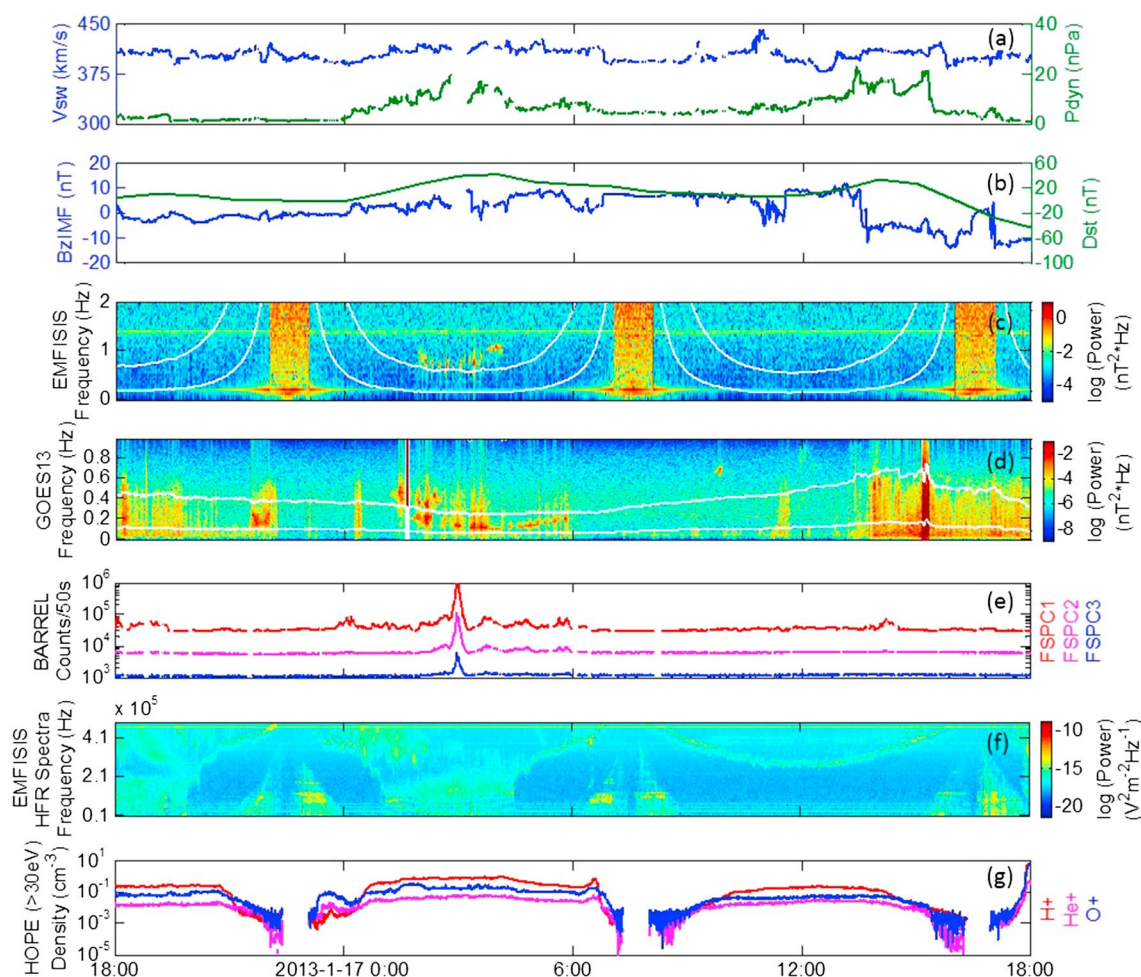 (a)
450
375
300
Vsw (km/s)
40
20
0
Pdyn (nPa)
(b)
20
10
0
-10
-20
BzIMF (nT)
60
20
-20
-60
-100
Dst (nT)
(c)
2
1
0
EMFISIS
Frequency (Hz)
0
-2
-4
log (Power)
(nT²*Hz)
(d)
0.8
0.6
0.4
0.2
0
GOES13
Frequency (Hz)
-2
-4
-6
-8
log (Power)
(nT²*Hz)
(e)
10⁶
10⁵
10⁴
10³
BARREL
Counts/50s
FSPC1
FSPC2
FSPC3
x 10⁵
(f)
4.1
2.1
0.1
EMFISIS
HFR Spectra
Frequency (Hz)
-10
-15
-20
log (Power)
(V²m⁻²Hz⁻¹)
(g)
10¹
10⁻¹
10⁻³
10⁻⁵
HOPE (>30eV)
Density (cm⁻³)
H+
He+
O+
18:00
2013-1-17 0:00
6:00
12:00
18:00